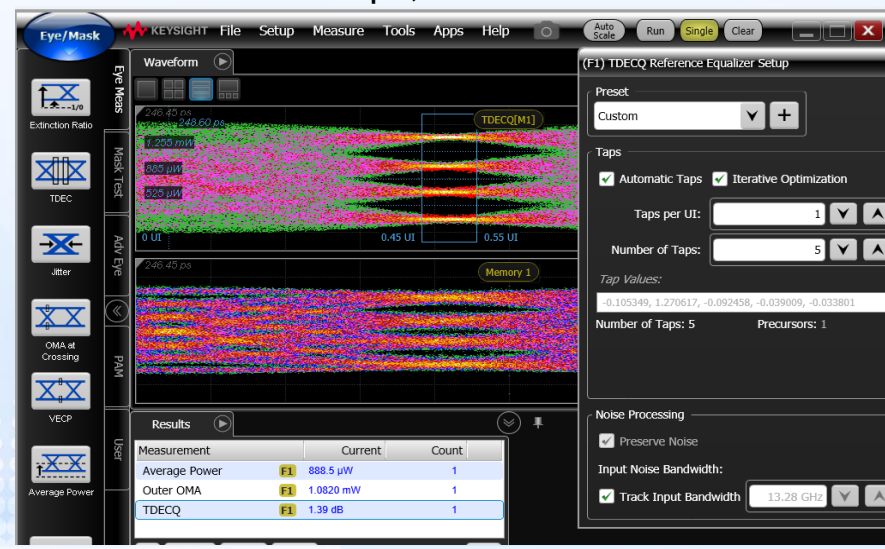 Eye/Mask
KEYSIGHT File Setup Measure Tools Apps Help
Auto Scale
Run
Single
Clear
Eye Meas
Mask Test
Adv Eye
PAM
User
Extinction Ratio
TDEC
Jitter
OMA at
Crossing
VECP
Average Power
Waveform
246.45 ps
248.60 ps
TDECQ[M1]
1.255 mW
885 µW
525 µW
0 UI 0.45 UI 0.55 UI
246.45 ps
Memory 1
Results
Measurement Current Count
Average Power F1 888.5 µW 1
Outer OMA F1 1.0820 mW 1
TDECQ F1 1.39 dB 1
(F1) TDECQ Reference Equalizer Setup
Preset
Custom
Taps
Automatic Taps Iterative Optimization
Taps per UI: 1
Number of Taps: 5
Tap Values:
-0.105349, 1.270617, -0.092458, -0.039009, -0.033801
Number of Taps: 5 Precursors: 1
Noise Processing
Preserve Noise
Input Noise Bandwidth:
Track Input Bandwidth 13.28 GHz